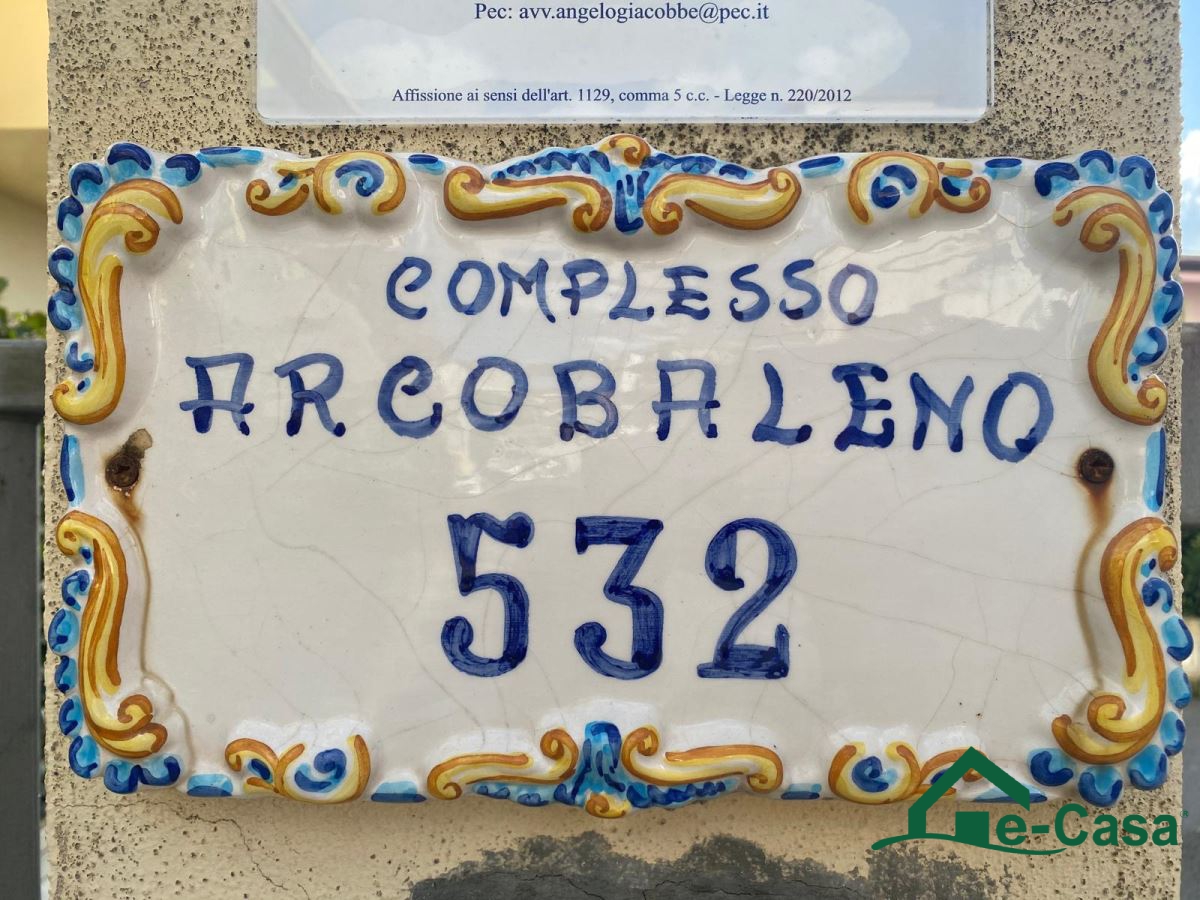 Pec: avv.angelogiacobbe@pec.it
Affissione ai sensi dell'art. 1129, comma 5 c.c. - Legge n. 220/2012
COMPLESSO
ARCOBALENO
532
e-Casa